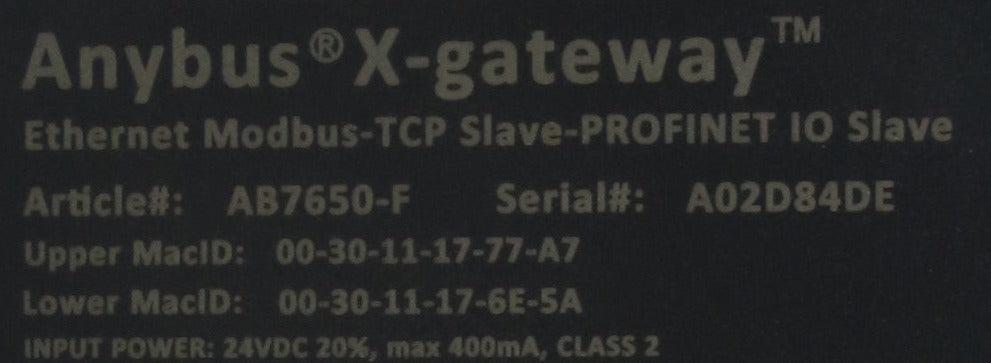 Anybus® X-gateway™
Ethernet Modbus-TCP Slave-PROFINET IO Slave
Article#: AB7650-F Serial#: A02D84DE
Upper MacID: 00-30-11-17-77-A7
Lower MacID: 00-30-11-17-6E-5A
INPUT POWER: 24VDC 20%, max 400mA, CLASS 2